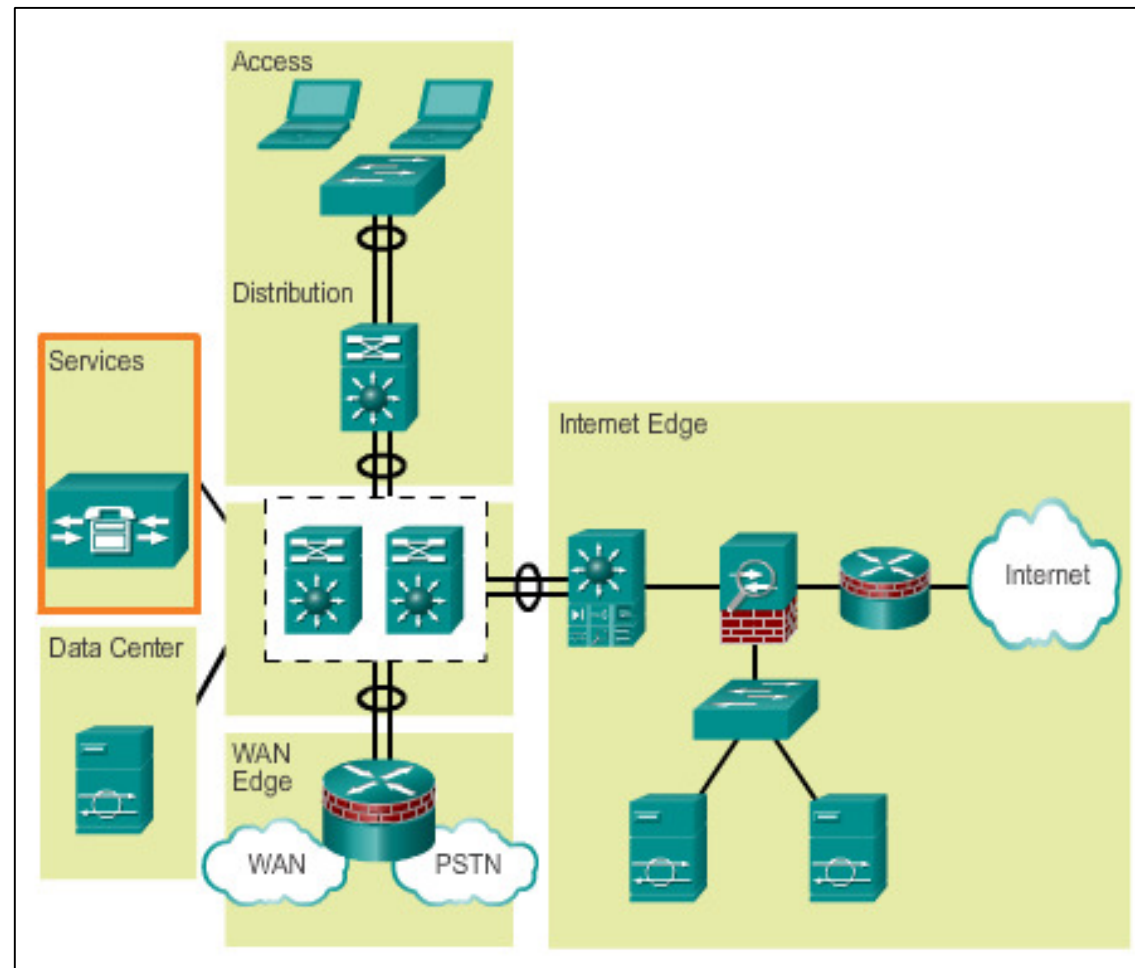 Access
Distribution
Services
Internet Edge
Internet
Data Center
WAN
Edge
WAN
PSTN